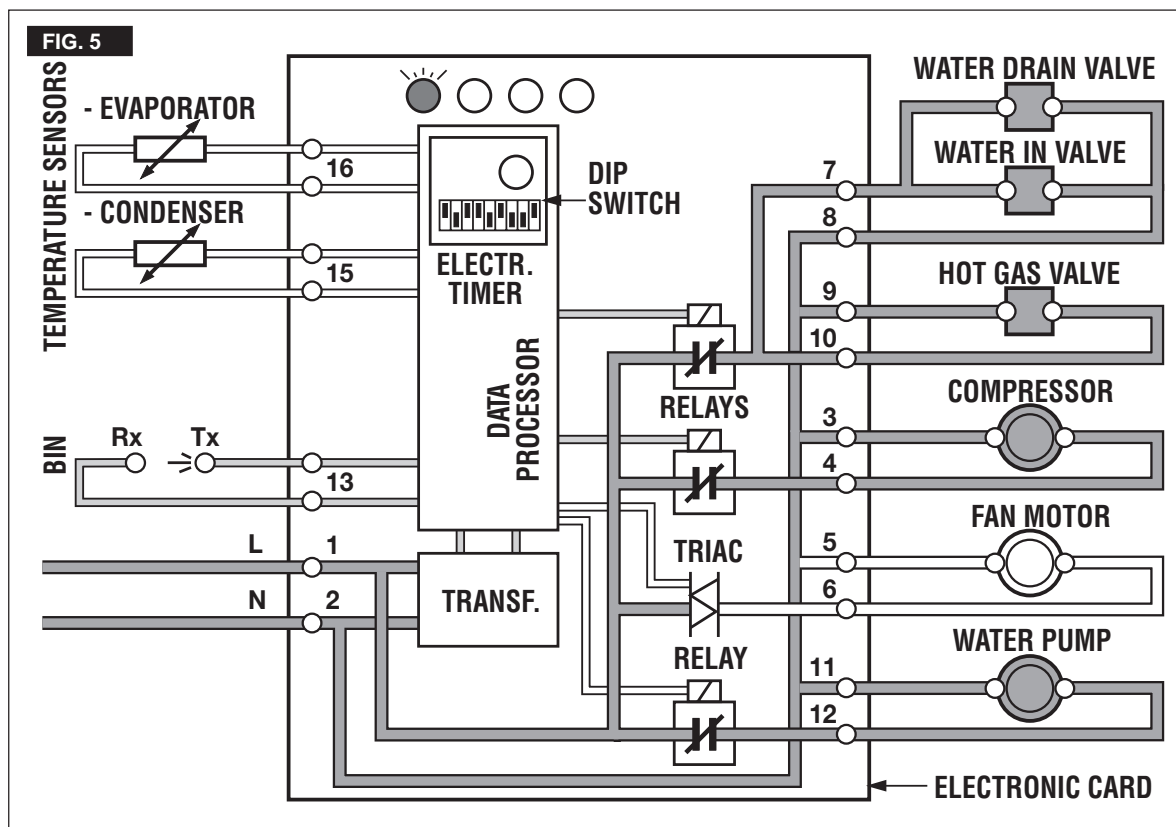 FIG. 5
TEMPERATURE SENSORS
- EVAPORATOR
16
- CONDENSER
15
BIN
Rx
Tx
13
L
1
N
2
DIP
SWITCH
ELECTR.
TIMER
DATA
PROCESSOR
TRANSF.
RELAYS
TRIAC
RELAY
WATER DRAIN VALVE
WATER IN VALVE
7
8
HOT GAS VALVE
9
10
COMPRESSOR
3
4
FAN MOTOR
5
6
WATER PUMP
11
12
ELECTRONIC CARD